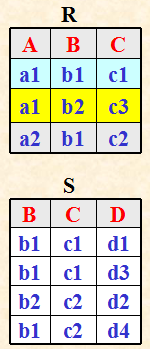 R
A B C
a1 b1 c1
a1 b2 c3
a2 b1 c2
S
B C D
b1 c1 d1
b1 c1 d3
b2 c2 d2
b1 c2 d4